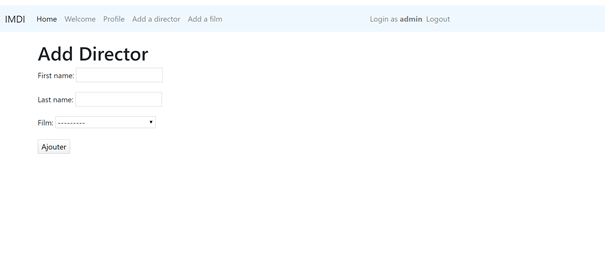 IMDI Home Welcome Profile Add a director Add a film Login as admin Logout
Add Director
First name:
Last name:
Film: ---------
Ajouter